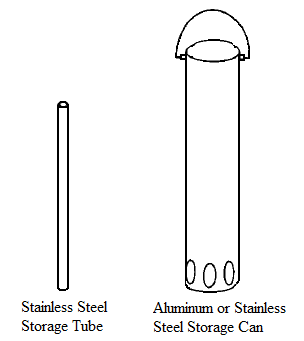 Stainless Steel
Storage Tube
Aluminum or Stainless
Steel Storage Can